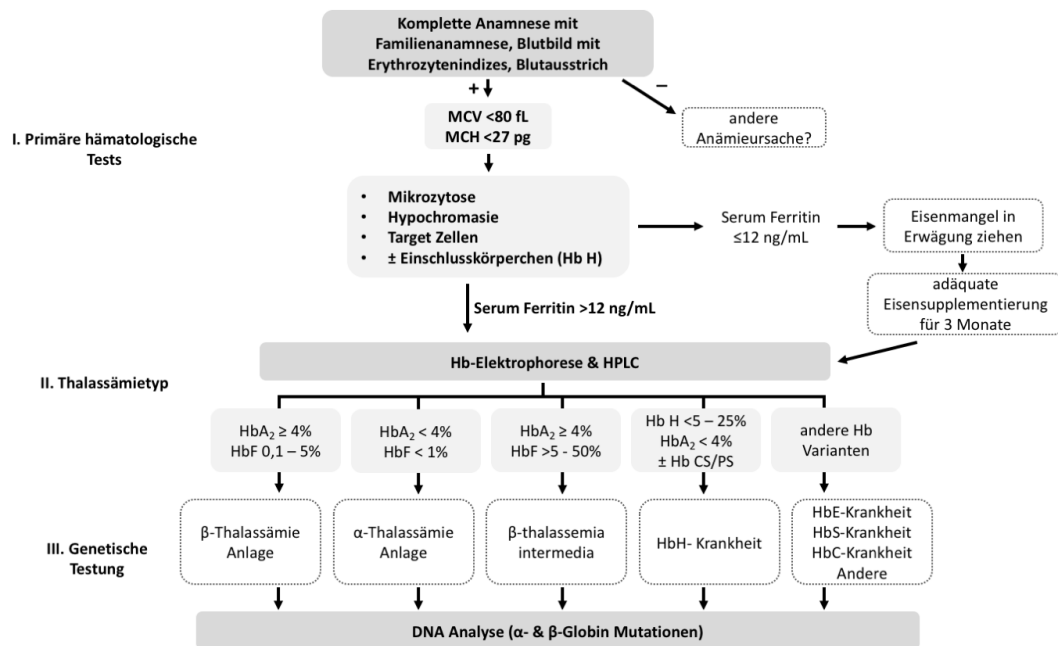 Komplette Anamnese mit
Familienanamnese, Blutbild mit
Erythrozytenindizes, Blutausstrich
+
–
MCV <80 fL
MCH <27 pg
andere
Anämieursache?
I. Primäre hämatologische
Tests
• Mikrozytose
• Hypochromasie
• Target Zellen
• ± Einschlusskörperchen (Hb H)
Serum Ferritin
≤12 ng/mL
Eisenmangel in
Erwägung ziehen
adäquate
Eisensupplementierung
für 3 Monate
Serum Ferritin >12 ng/mL
Hb-Elektrophorese & HPLC
II. Thalassämietyp
HbA₂ ≥ 4%
HbF 0,1 – 5%
HbA₂ < 4%
HbF < 1%
HbA₂ ≥ 4%
HbF >5 - 50%
Hb H <5 – 25%
HbA₂ < 4%
± Hb CS/PS
andere Hb
Varianten
III. Genetische
Testung
β-Thalassämie
Anlage
α-Thalassämie
Anlage
β-thalassemia
intermedia
HbH- Krankheit
HbE-Krankheit
HbS-Krankheit
HbC-Krankheit
Andere
DNA Analyse (α- & β-Globin Mutationen)